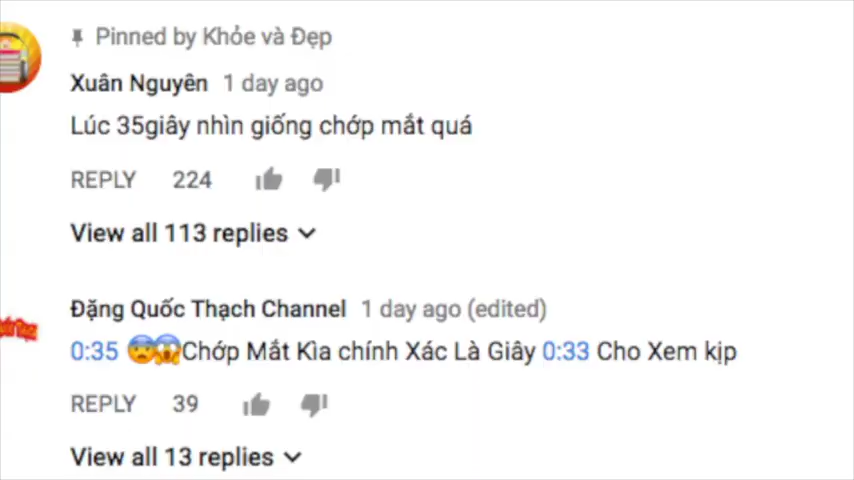 Pinned by Khỏe và Đẹp
Xuân Nguyên 1 day ago
Lúc 35giây nhìn giống chớp mắt quá
REPLY 224
View all 113 replies
Đặng Quốc Thạch Channel 1 day ago (edited)
0:35 😨😱Chớp Mắt Kìa chính Xác Là Giây 0:33 Cho Xem kịp
REPLY 39
View all 13 replies